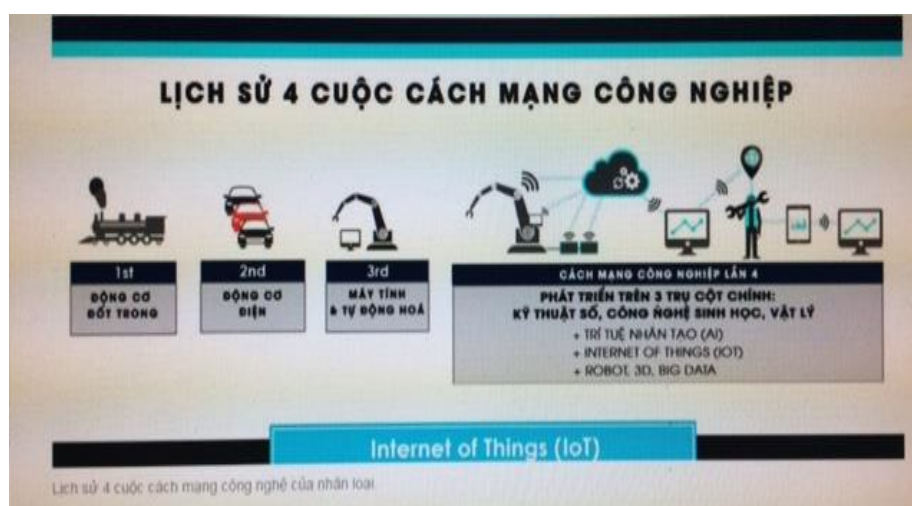 LỊCH SỬ 4 CUỘC CÁCH MẠNG CÔNG NGHIỆP
1st
ĐỘNG CƠ
ĐỐT TRONG
2nd
ĐỘNG CƠ
ĐIỆN
3rd
MÁY TÍNH
& TỰ ĐỘNG HOÁ
CÁCH MẠNG CÔNG NGHIỆP LẦN 4
PHÁT TRIỂN TRÊN 3 TRỤ CỘT CHÍNH:
KỸ THUẬT SỐ, CÔNG NGHỆ SINH HỌC, VẬT LÝ
+ TRÍ TUỆ NHÂN TẠO (AI)
+ INTERNET OF THINGS (IOT)
+ ROBOT, 3D, BIG DATA
Internet of Things (IoT)
Lịch sử 4 cuộc cách mạng công nghệ của nhân loại.